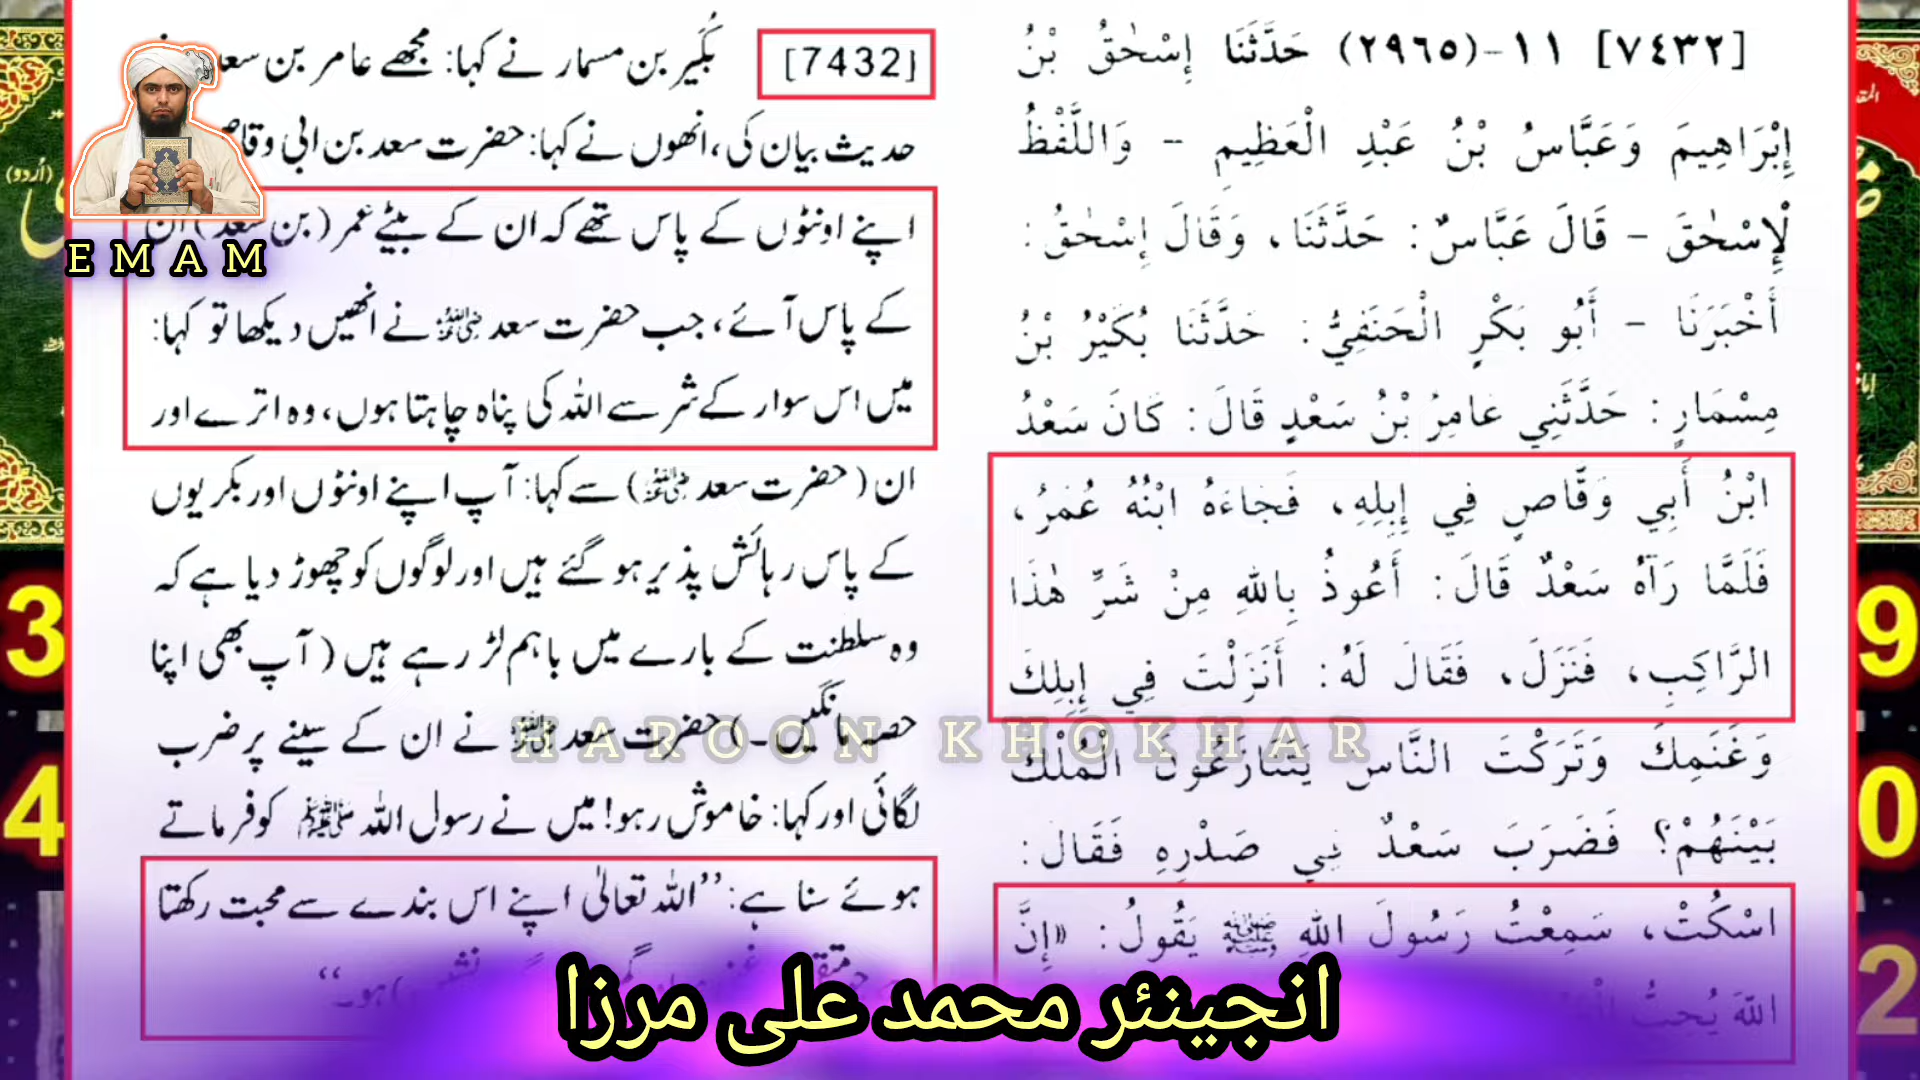 [٧٤٣٢] ١١-(٢٩٦٥) حَدَّثَنَا إِسْحٰقُ بْنُ
إِبْرَاهِيمَ وَعَبَّاسُ بْنُ عَبْدِ الْعَظِيمِ - وَاللَّفْظُ
لْإِسْحٰقَ - قَالَ عَبَّاسٌ: حَدَّثَنَا، وَقَالَ إِسْحٰقُ:
أَخْبَرَنَا - أَبُو بَكْرٍ الْحَنَفِيُّ: حَدَّثَنَا بُكَيْرُ بْنُ
مِسْمَارٍ: حَدَّثَنِي عَامِرُ بْنُ سَعْدٍ قَالَ: كَانَ سَعْدُ
ابْنُ أَبِي وَقَّاصٍ فِي إِبِلِهِ، فَجَاءَهُ ابْنُهُ عُمَرُ،
فَلَمَّا رَآهُ سَعْدٌ قَالَ: أَعُوذُ بِاللهِ مِنْ شَرِّ هٰذَا
الرَّاكِبِ، فَنَزَلَ، فَقَالَ لَهُ: أَنَزَلْتَ فِي إِبِلِكَ
وَغَنَمِكَ وَتَرَكْتَ النَّاسَ يَتَنَازَعُونَ الْمُلْكَ
بَيْنَهُمْ؟ فَضَرَبَ سَعْدٌ فِي صَدْرِهِ فَقَالَ:
اسْكُتْ، سَمِعْتُ رَسُولَ اللهِ ﷺ يَقُولُ: «إِنَّ
اللهَ يُحِبُّ
[7432] بُکَیر بن مسمار نے کہا: مجھے عامر بن سعد
حدیث بیان کی، انھوں نے کہا: حضرت سعد بن ابی وقاص
اپنے اونٹوں کے پاس تھے کہ ان کے بیٹے عمر (بن سعد) ان
کے پاس آئے، جب حضرت سعد ؓ نے انھیں دیکھا تو کہا:
میں اس سوار کے شر سے اللہ کی پناہ چاہتا ہوں، وہ اترے اور
ان (حضرت سعد ؓ) سے کہا: آپ اپنے اونٹوں اور بکریوں
کے پاس رہائش پذیر ہو گئے ہیں اور لوگوں کو چھوڑ دیا ہے کہ
وہ سلطنت کے بارے میں باہم لڑ رہے ہیں (آپ بھی اپنا
حصہ مانگیں۔) حضرت سعد ؓ نے ان کے سینے پر ضرب
لگائی اور کہا: خاموش رہو! میں نے رسول اللہ ﷺ کو فرماتے
ہوئے سنا ہے: ’’اللہ تعالیٰ اپنے اس بندے سے محبت رکھتا
ہو۔‘‘
EMAM
HAROON KHOKHAR
انجینئر محمد علی مرزا
(اُردو)
3
4
9
0
2